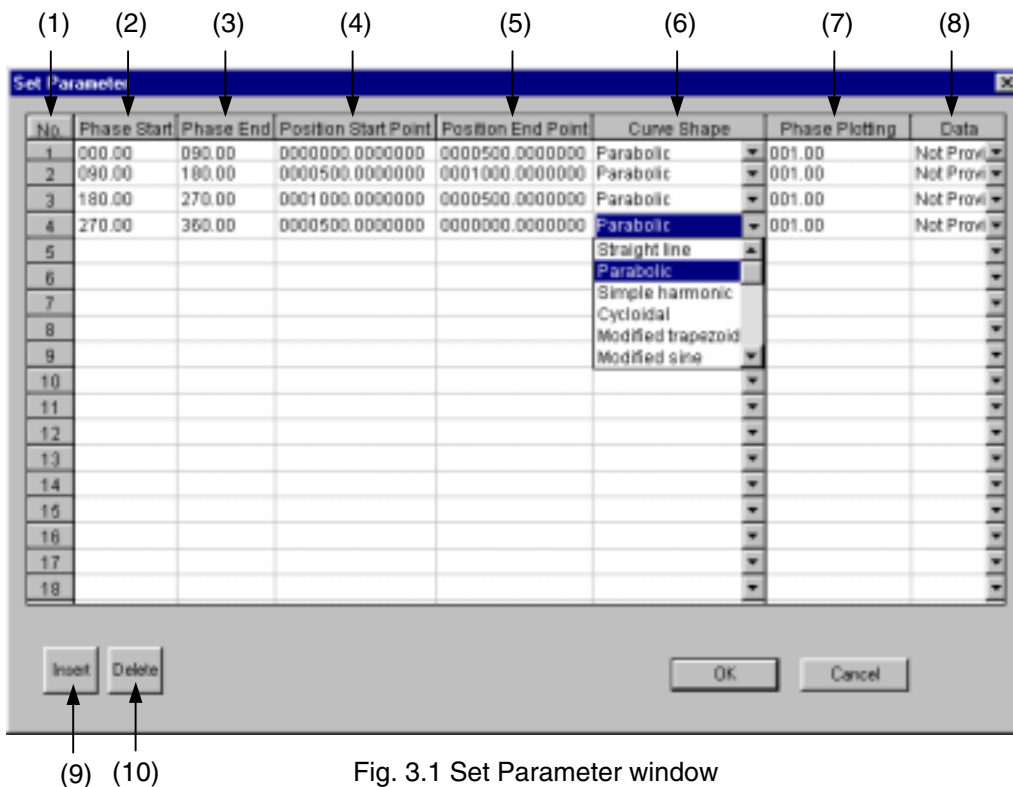 (1) (2) (3) (4) (5) (6) (7) (8)
Set Parameter
No. Phase Start Phase End Position Start Point Position End Point Curve Shape Phase Plotting Data
1 000.00 090.00 0000000.0000000 0000500.0000000 Parabolic 001.00 Not Provi
2 090.00 180.00 0000500.0000000 0001000.0000000 Parabolic 001.00 Not Provi
3 180.00 270.00 0001000.0000000 0000500.0000000 Parabolic 001.00 Not Provi
4 270.00 360.00 0000500.0000000 0000000.0000000 Parabolic 001.00 Not Provi
5 Straight line
6 Parabolic
7 Simple harmonic
8 Cycloidal
Modified trapezoid
9 Modified sine
10
11
12
13
14
15
16
17
18
Insert Delete OK Cancel
(9) (10) Fig. 3.1 Set Parameter window